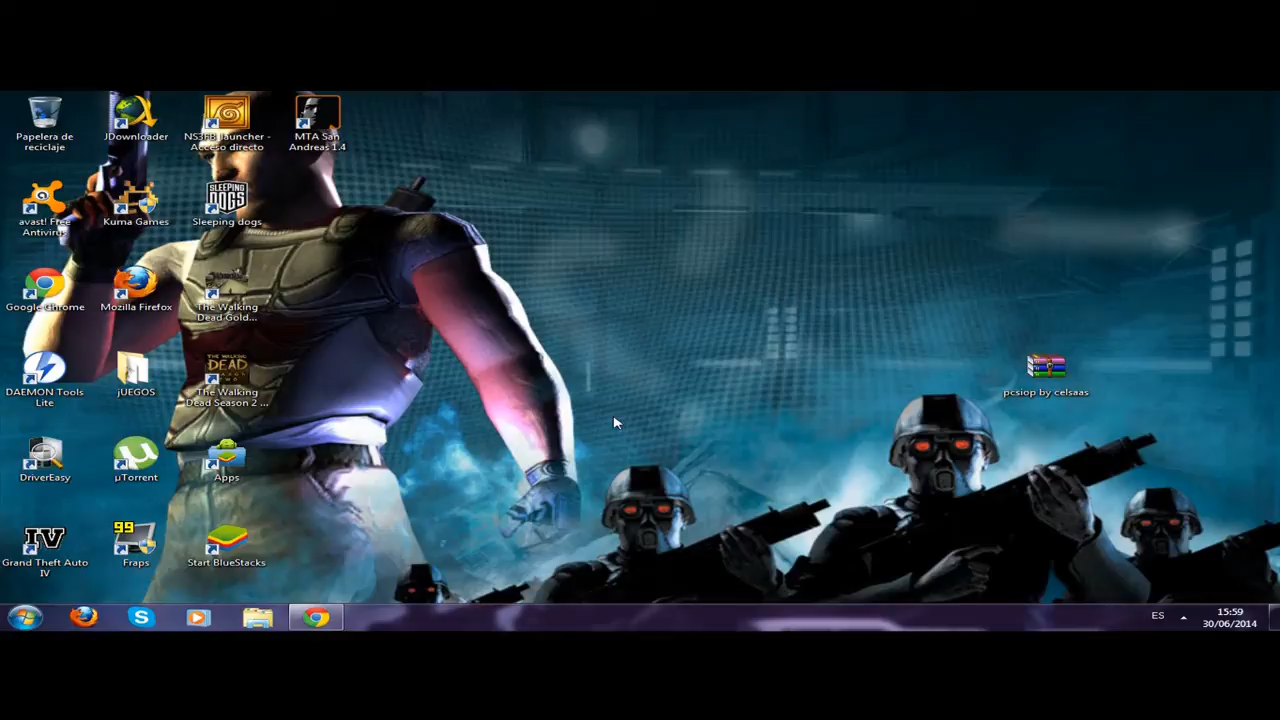 Papelera de
reciclaje
JDownloader
NS3FB launcher -
Acceso directo
MTA San
Andreas 1.4
avast! Free
Antivirus
Kuma Games
SLEEPING
DOGS
Sleeping dogs
Google Chrome
Mozilla Firefox
The Walking
Dead Gold...
DAEMON Tools
Lite
jUEGOS
THE WALKING
DEAD
The Walking
Dead Season 2 ...
pcsiop by celsaas
DriverEasy
µTorrent
Apps
IV
Grand Theft Auto
IV
99
Fraps
Start BlueStacks
ES
15:59
30/06/2014